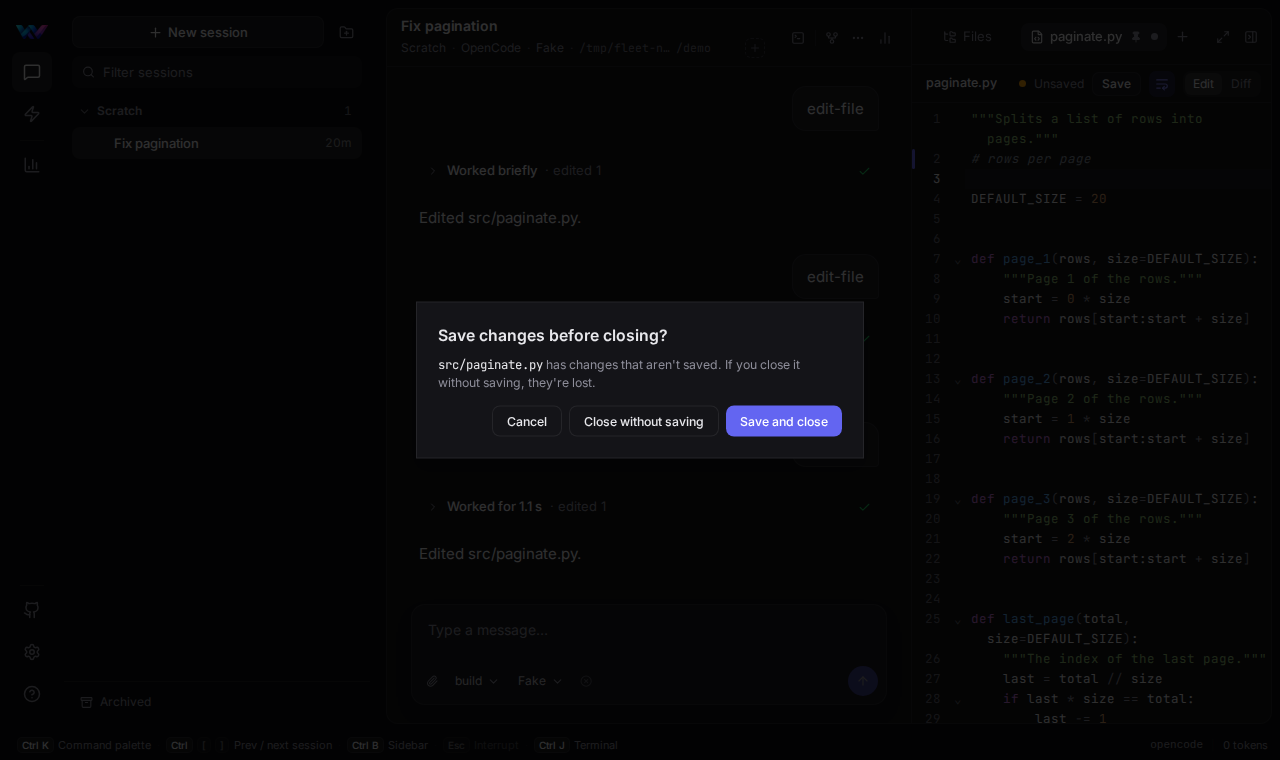 New session
Filter sessions
Scratch 1
Fix pagination 20m
Archived
Fix pagination
Scratch · OpenCode · Fake · /tmp/fleet-n… /demo
edit-file
Worked briefly · edited 1
Edited src/paginate.py.
edit-file
Save changes before closing?
src/paginate.py has changes that aren't saved. If you close it
without saving, they're lost.
Cancel
Close without saving
Save and close
Worked for 1.1 s · edited 1
Edited src/paginate.py.
Type a message...
build
Fake
Files
paginate.py
paginate.py
Unsaved
Save
Edit
Diff
1 """Splits a list of rows into
pages."""
2 # rows per page
3
4 DEFAULT_SIZE = 20
5
6
7 def page_1(rows, size=DEFAULT_SIZE):
8 """Page 1 of the rows."""
9 start = 0 * size
10 return rows[start:start + size]
11
12
13 def page_2(rows, size=DEFAULT_SIZE):
14 """Page 2 of the rows."""
15 start = 1 * size
16 return rows[start:start + size]
17
18
19 def page_3(rows, size=DEFAULT_SIZE):
20 """Page 3 of the rows."""
21 start = 2 * size
22 return rows[start:start + size]
23
24
25 def last_page(total,
size=DEFAULT_SIZE):
26 """The index of the last page."""
27 last = total // size
28 if last * size == total:
29 last -= 1
Ctrl K Command palette
Ctrl [ ] Prev / next session
Ctrl B Sidebar
Esc Interrupt
Ctrl J Terminal
opencode
0 tokens